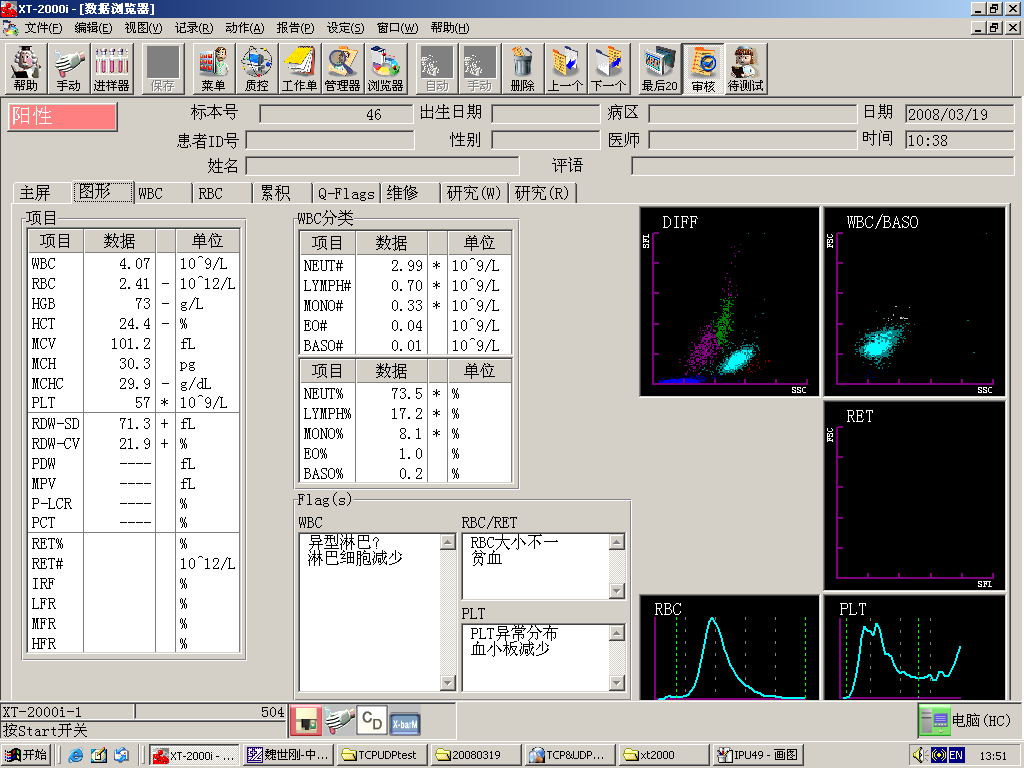 XT-2000i - [数据浏览器]
文件(F) 编辑(E) 视图(V) 记录(R) 动作(A) 报告(P) 设定(S) 窗口(W) 帮助(H)
帮助 手动 进样器 保存 菜单 质控 工作单 管理器 浏览器 自动 手动 删除 上一个 下一个 最后20 审核 待测试
阳性
标本号 46 出生日期 病区 日期 2008/03/19
患者ID号 性别 医师 时间 10:38
姓名 评语
主屏 图形 WBC RBC 累积 Q-Flags 维修 研究(W) 研究(R)
项目
项目 数据 单位
WBC 4.07 10^9/L
RBC 2.41 - 10^12/L
HGB 73 - g/L
HCT 24.4 - %
MCV 101.2 fL
MCH 30.3 pg
MCHC 29.9 - g/dL
PLT 57 * 10^9/L
RDW-SD 71.3 + fL
RDW-CV 21.9 + %
PDW ---- fL
MPV ---- fL
P-LCR ---- %
PCT ---- %
RET% %
RET# 10^12/L
IRF %
LFR %
MFR %
HFR %
WBC分类
项目 数据 单位
NEUT# 2.99 * 10^9/L
LYMPH# 0.70 * 10^9/L
MONO# 0.33 * 10^9/L
EO# 0.04 10^9/L
BASO# 0.01 10^9/L
项目 数据 单位
NEUT% 73.5 * %
LYMPH% 17.2 * %
MONO% 8.1 * %
EO% 1.0 %
BASO% 0.2 %
Flag(s)
WBC
异型淋巴?
淋巴细胞减少
RBC/RET
RBC大小不一
贫血
PLT
PLT异常分布
血小板减少
DIFF
SFL
SSC
WBC/BASO
FSC
SSC
RET
FSC
SFL
RBC
PLT
XT-2000i-1 504
按Start开关
CD X-barM
电脑(HC)
开始 XT-2000i - ... 魏世刚-中... TCPUDPtest 20080319 TCP&UDP... xt2000 IPU49 - 画图 EN 13:51